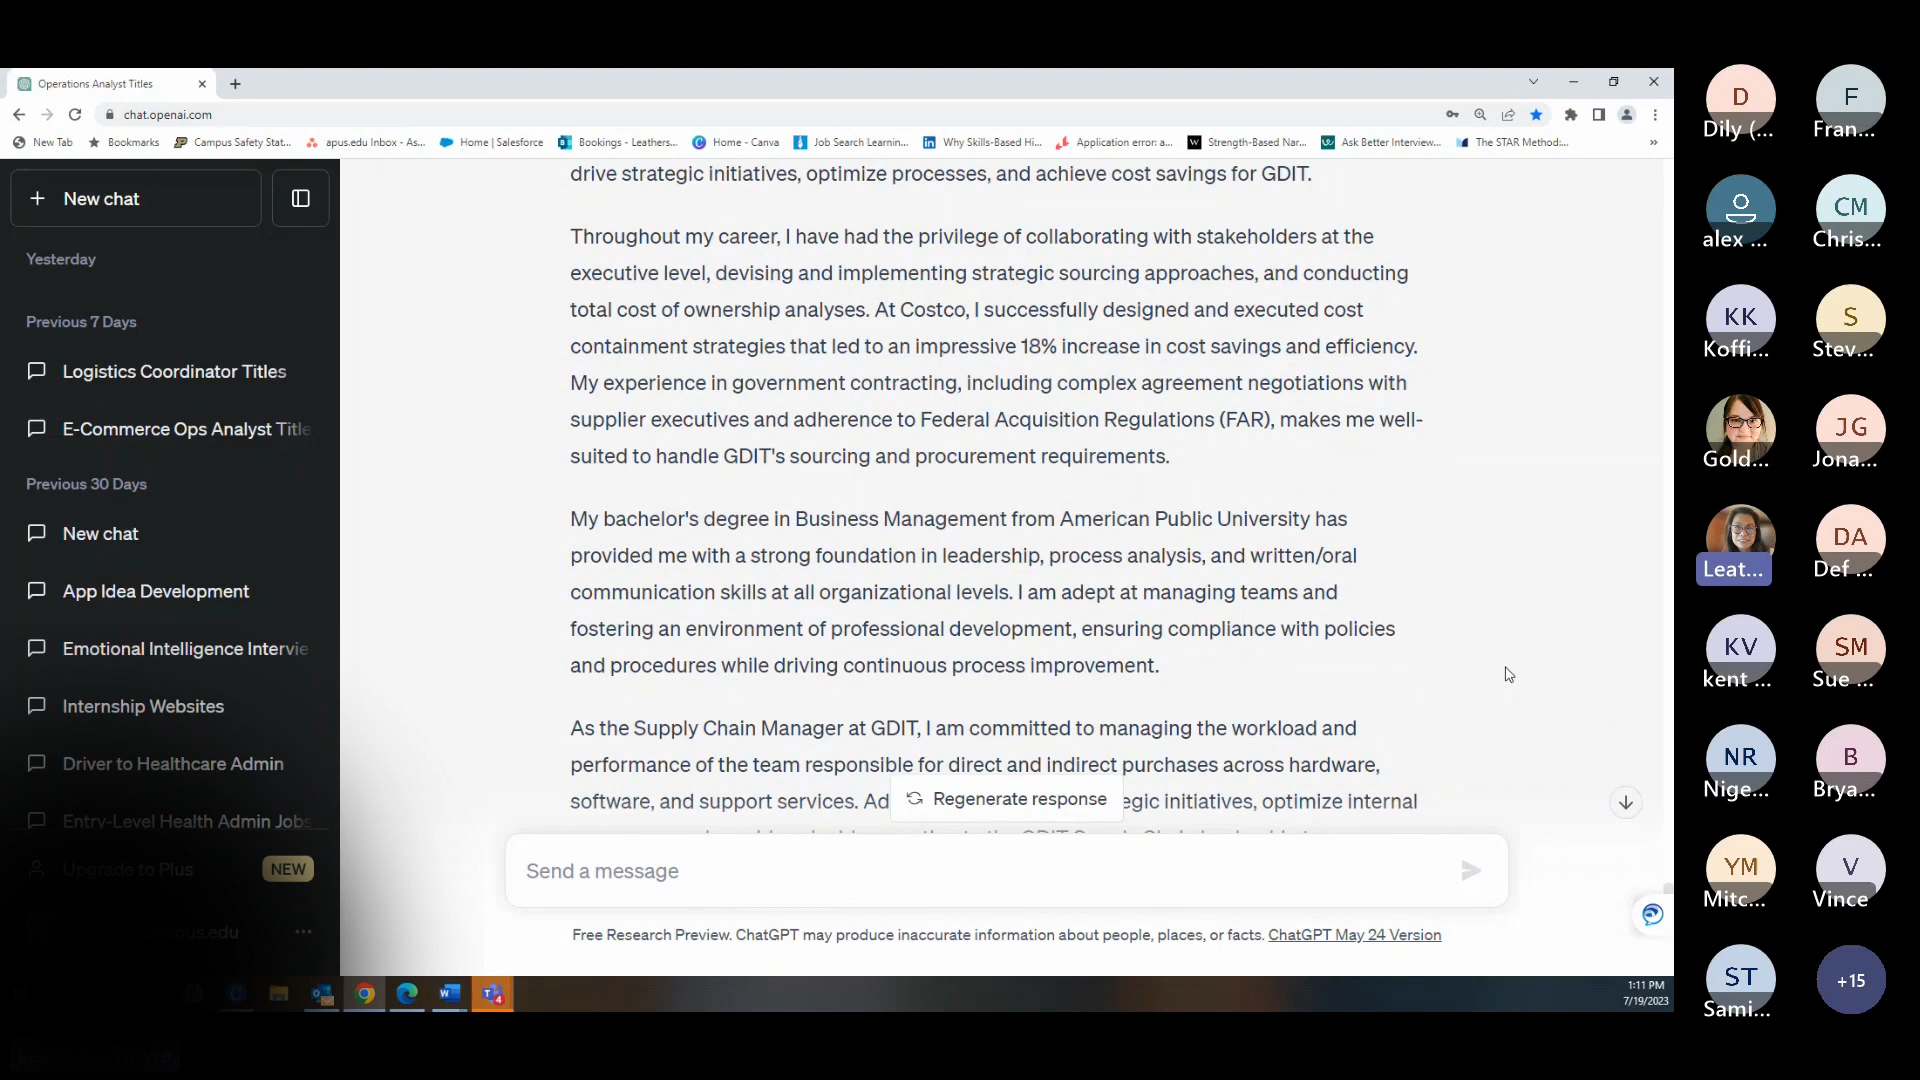 Operations Analyst Titles
chat.openai.com
New Tab
Bookmarks
Campus Safety Stat...
apus.edu Inbox - As...
Home | Salesforce
Bookings - Leathers...
Home - Canva
Job Search Learnin...
Why Skills-Based Hi...
Application error: a...
Strength-Based Nar...
Ask Better Interview...
The STAR Method:...
New chat
Yesterday
Previous 7 Days
Logistics Coordinator Titles
E-Commerce Ops Analyst Title
Previous 30 Days
New chat
App Idea Development
Emotional Intelligence Intervie
Internship Websites
Driver to Healthcare Admin
Entry-Level Health Admin Jobs
Upgrade to Plus
NEW
drive strategic initiatives, optimize processes, and achieve cost savings for GDIT.
Throughout my career, I have had the privilege of collaborating with stakeholders at the
executive level, devising and implementing strategic sourcing approaches, and conducting
total cost of ownership analyses. At Costco, I successfully designed and executed cost
containment strategies that led to an impressive 18% increase in cost savings and efficiency.
My experience in government contracting, including complex agreement negotiations with
supplier executives and adherence to Federal Acquisition Regulations (FAR), makes me well-
suited to handle GDIT's sourcing and procurement requirements.
My bachelor's degree in Business Management from American Public University has
provided me with a strong foundation in leadership, process analysis, and written/oral
communication skills at all organizational levels. I am adept at managing teams and
fostering an environment of professional development, ensuring compliance with policies
and procedures while driving continuous process improvement.
As the Supply Chain Manager at GDIT, I am committed to managing the workload and
performance of the team responsible for direct and indirect purchases across hardware,
software, and support services. Ad
egic initiatives, optimize internal
Regenerate response
Send a message
Free Research Preview. ChatGPT may produce inaccurate information about people, places, or facts. ChatGPT May 24 Version
4
1:11 PM
7/19/2023
D
Dily (...
F
Fran...
alex ...
CM
Chris...
KK
Koffi...
S
Stev...
Gold...
JG
Jona...
Leat...
DA
Def ...
KV
kent ...
SM
Sue ...
NR
Nige...
B
Brya...
YM
Mitc...
V
Vince
ST
Sami...
+15